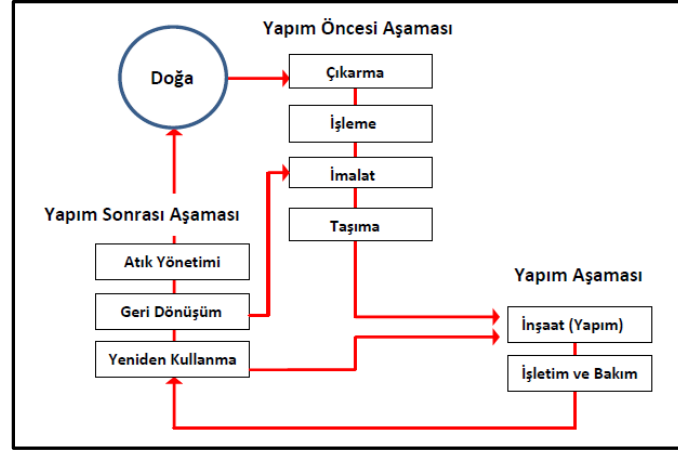 Yapım Öncesi Aşaması
Doğa
Çıkarma
İşleme
İmalat
Taşıma
Yapım Sonrası Aşaması
Atık Yönetimi
Geri Dönüşüm
Yeniden Kullanma
Yapım Aşaması
İnşaat (Yapım)
İşletim ve Bakım